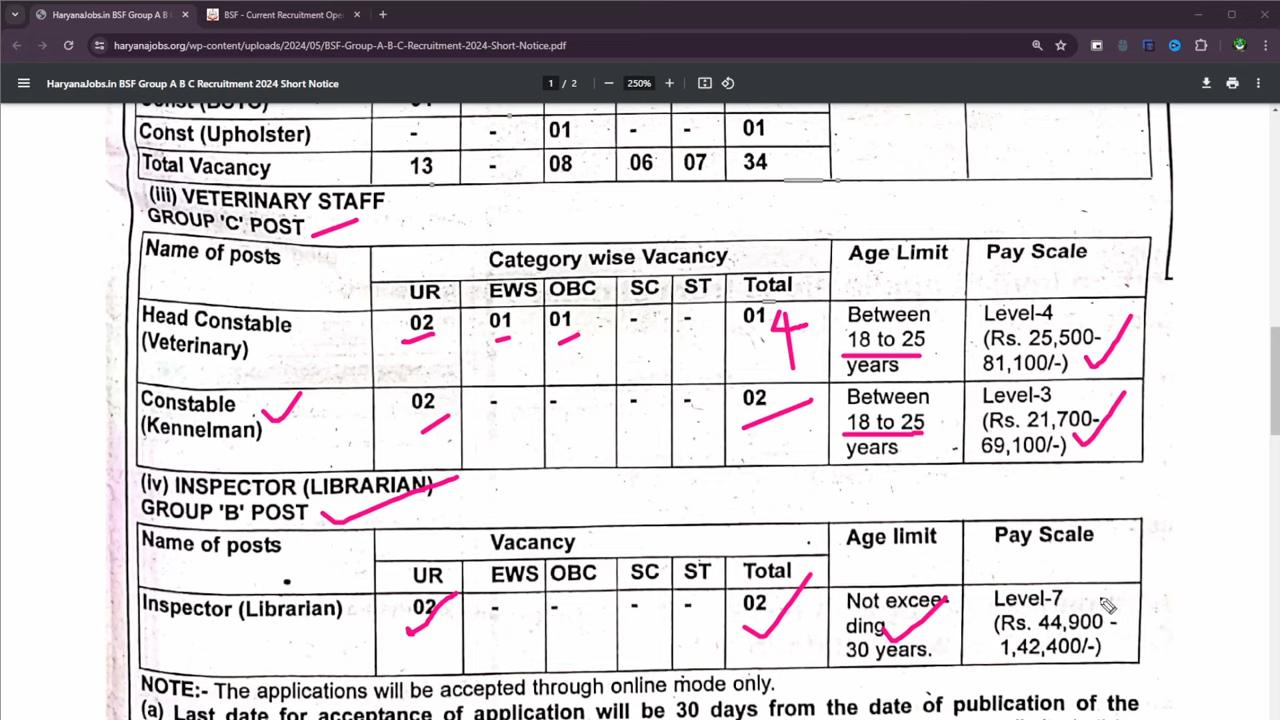 HaryanaJobs.in BSF Group A B C
BSF - Current Recruitment Ope
haryanajobs.org/wp-content/uploads/2024/05/BSF-Group-A-B-C-Recruitment-2024-Short-Notice.pdf
HaryanaJobs.in BSF Group A B C Recruitment 2024 Short Notice
1 / 2
250%
Const (Upholster) - - 01 - - 01
Total Vacancy 13 - 08 06 07 34
(iii) VETERINARY STAFF
GROUP 'C' POST
Name of posts Category wise Vacancy Age Limit Pay Scale
UR EWS OBC SC ST Total
Head Constable 02 01 01 - - 01 4 Between Level-4
(Veterinary) 18 to 25 (Rs. 25,500-
years 81,100/-)
Constable 02 - - - - 02 Between Level-3
(Kennelman) 18 to 25 (Rs. 21,700-
years 69,100/-)
(iv) INSPECTOR (LIBRARIAN)
GROUP 'B' POST
Name of posts Vacancy Age limit Pay Scale
UR EWS OBC SC ST Total
Inspector (Librarian) 02 - - - - 02 Not excee- Level-7
ding (Rs. 44,900 -
30 years. 1,42,400/-)
NOTE:- The applications will be accepted through online mode only.
(a) Last date for acceptance of application will be 30 days from the date of publication of the